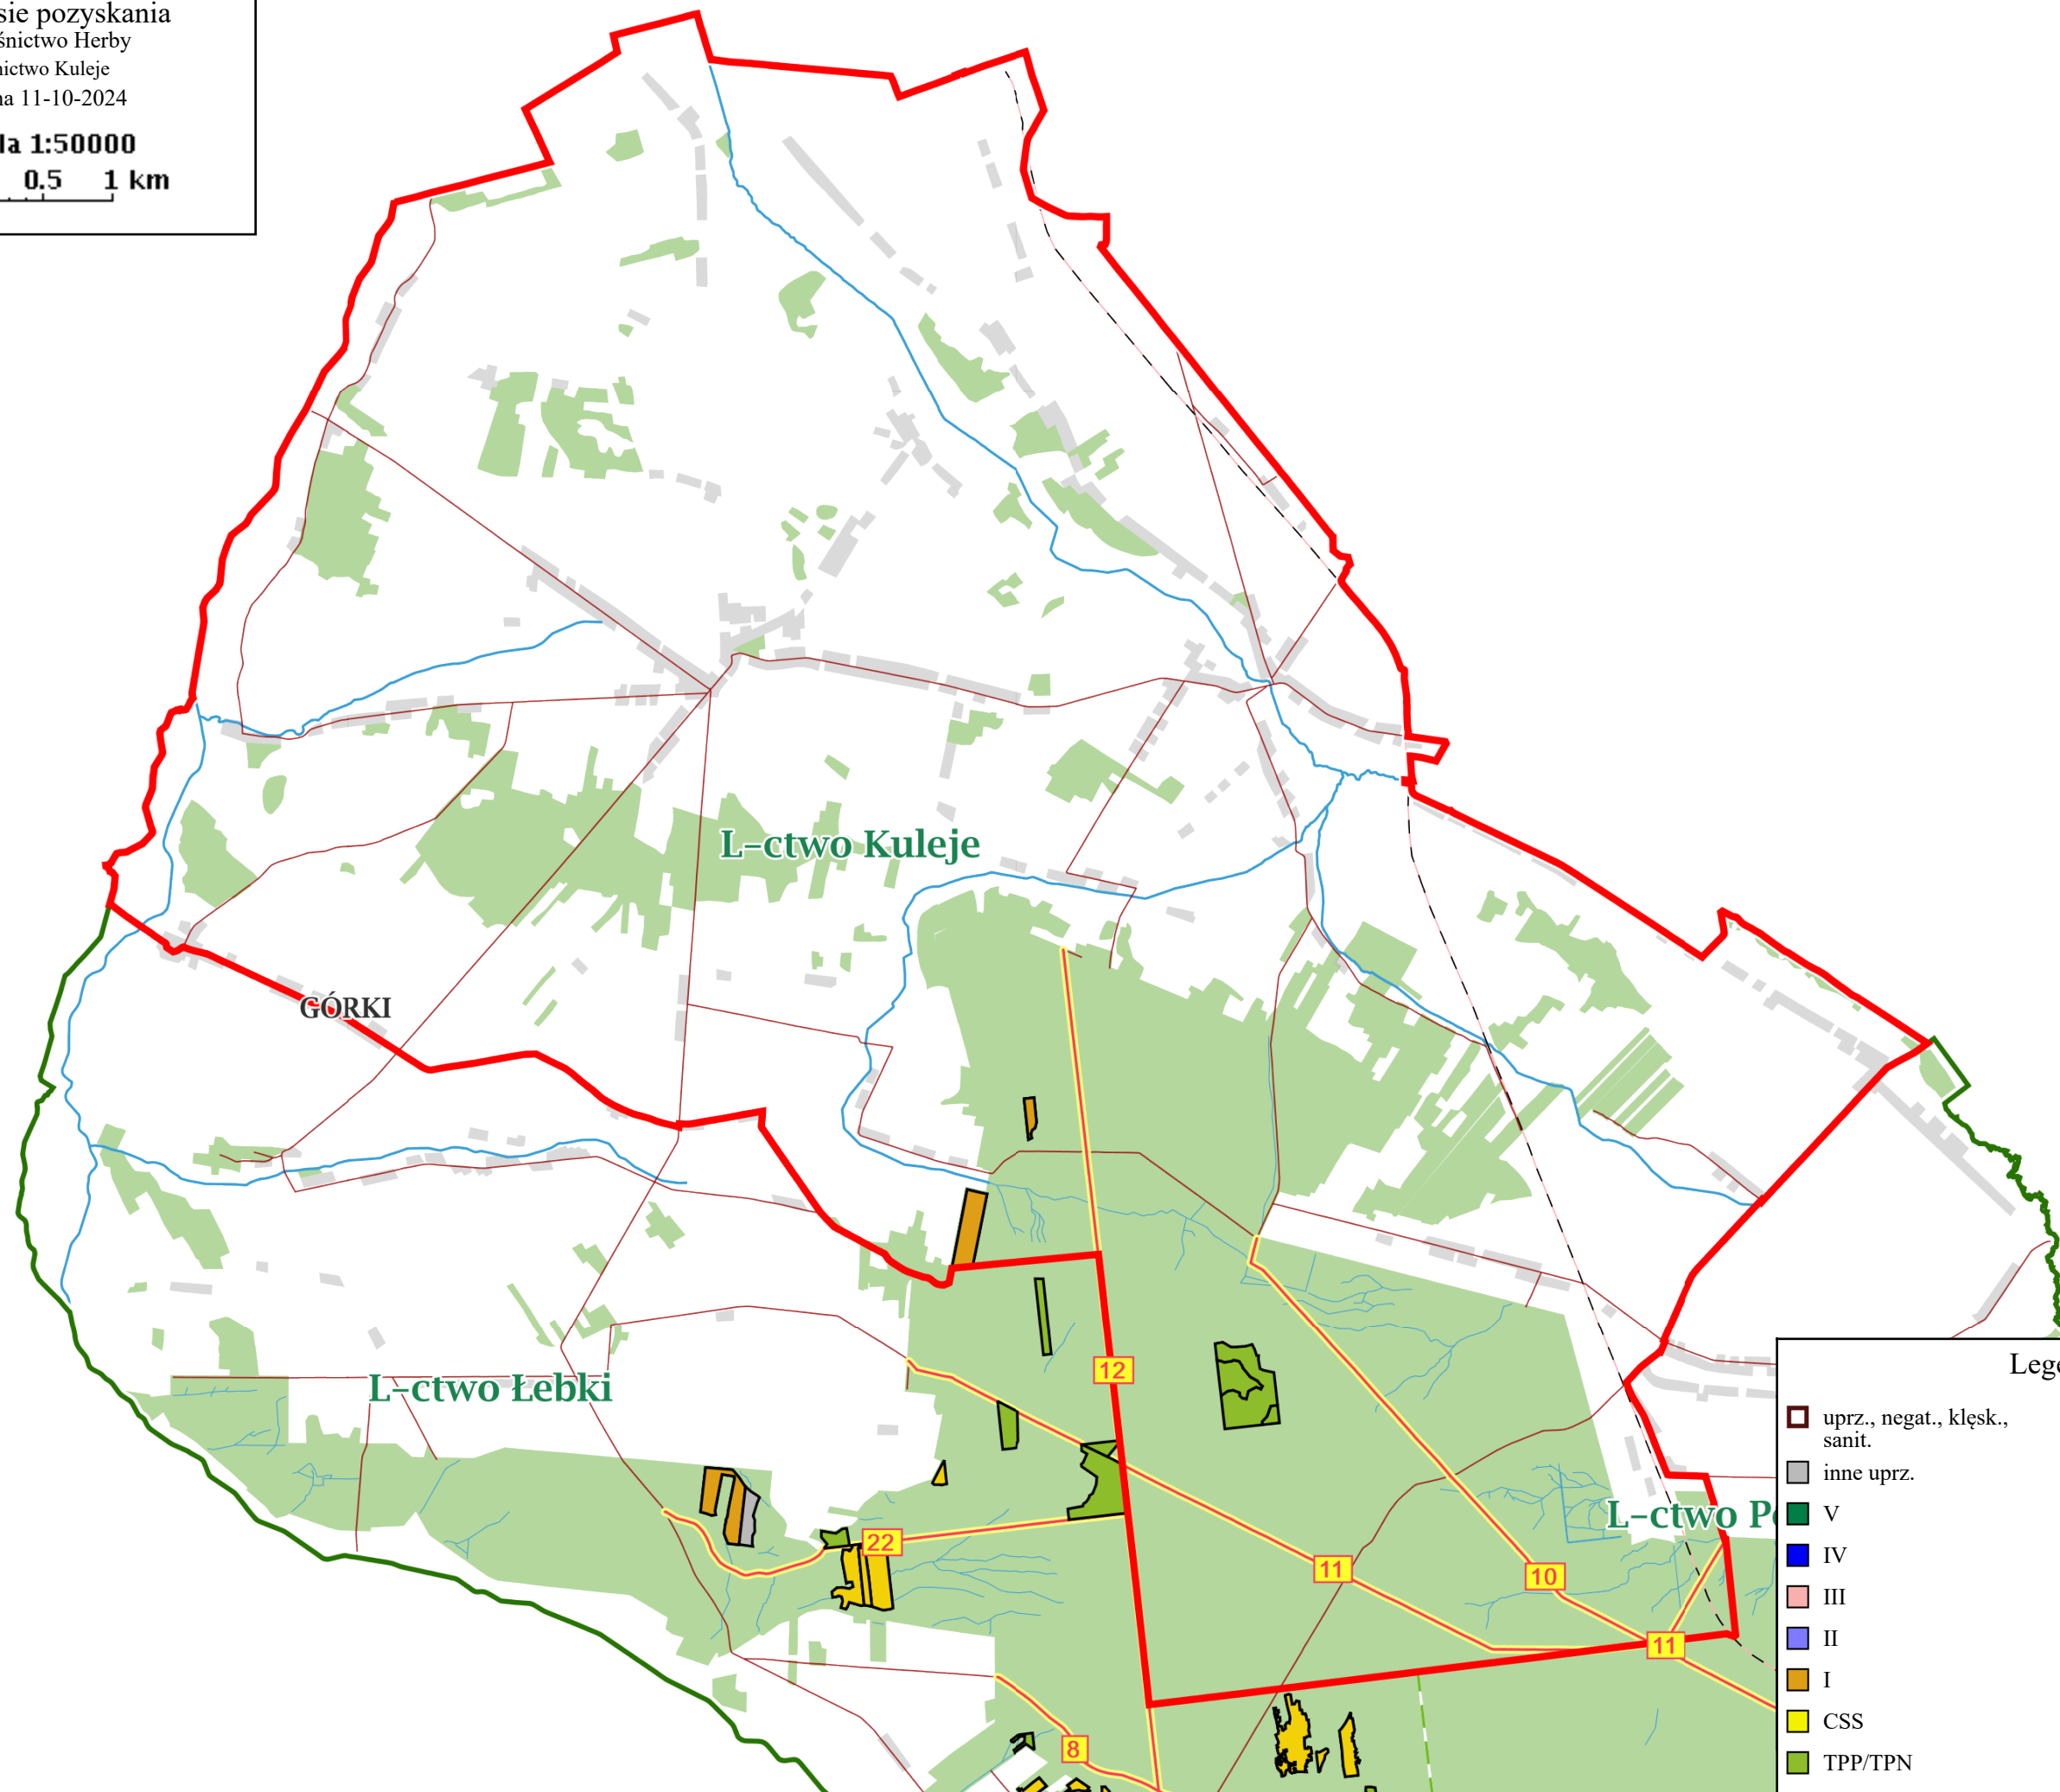 sie pozyskania
śnictwo Herby
nictwo Kuleje
na 11-10-2024
la 1:50000
0.5 1 km
L-ctwo Kuleje
GÓRKI
12
L-ctwo Łebki
22
L-ctwo Po
11
10
11
8
Lege
uprz., negat., klęsk.,
sanit.
inne uprz.
V
IV
III
II
I
CSS
TPP/TPN